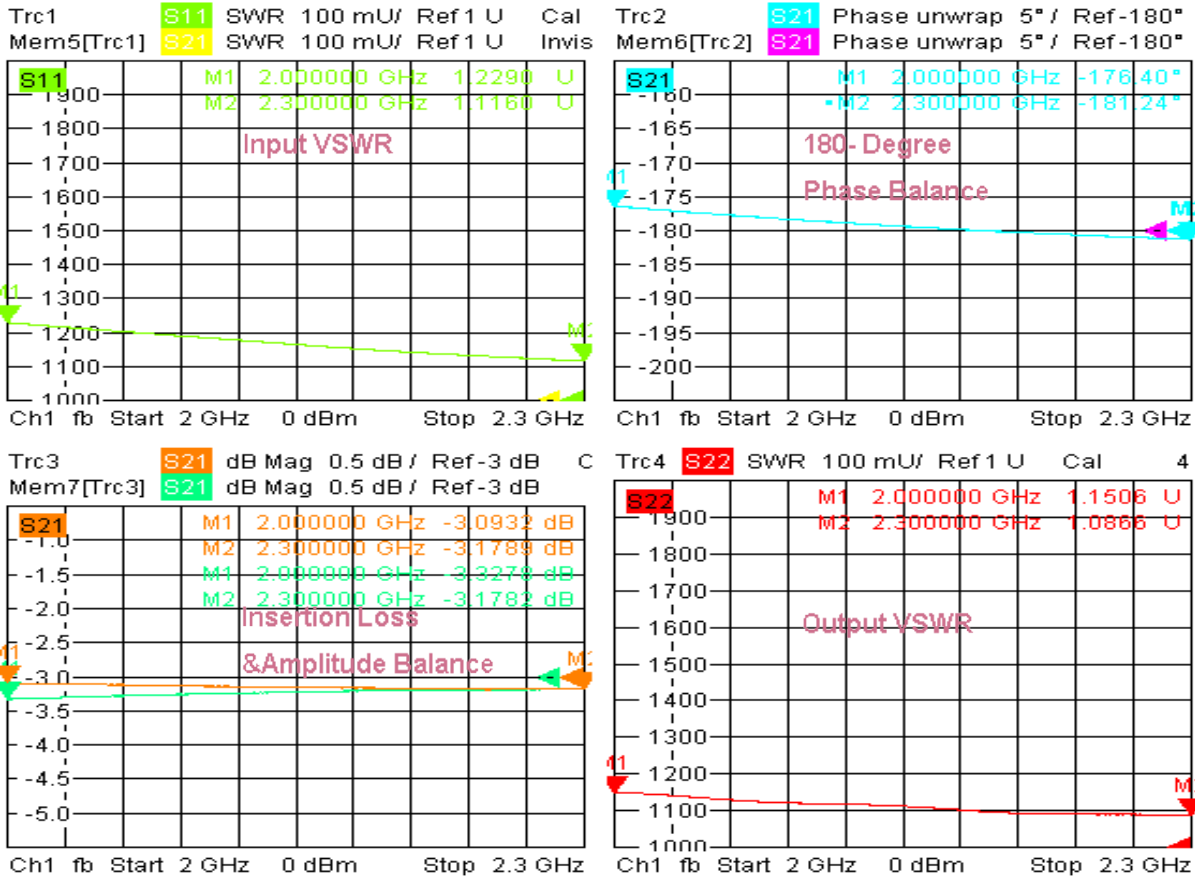 Trc1 S11 SWR 100 mU/ Ref 1 U Cal
Mem5[Trc1] S21 SWR 100 mU/ Ref 1 U Invis
S11
M1 2.000000 GHz 1.2290 U
M2 2.300000 GHz 1.1160 U
Input VSWR
1900
1800
1700
1600
1500
1400
1300
1200
1100
1000
M1
M2
Ch1 fb Start 2 GHz 0 dBm Stop 2.3 GHz
Trc2 S21 Phase unwrap 5°/ Ref -180°
Mem6[Trc2] S21 Phase unwrap 5°/ Ref -180°
S21
M1 2.000000 GHz -176.40°
•M2 2.300000 GHz -181.24°
180- Degree
Phase Balance
-160
-165
-170
-175
-180
-185
-190
-195
-200
Ch1 fb Start 2 GHz 0 dBm Stop 2.3 GHz
Trc3 S21 dB Mag 0.5 dB/ Ref -3 dB C
Mem7[Trc3] S21 dB Mag 0.5 dB/ Ref -3 dB
S21
M1 2.000000 GHz -3.0932 dB
M2 2.300000 GHz -3.1789 dB
M1 2.000000 GHz -3.3278 dB
M2 2.300000 GHz -3.1782 dB
Insertion Loss
&Amplitude Balance
-1.0
-1.5
-2.0
-2.5
-3.0
-3.5
-4.0
-4.5
-5.0
Ch1 fb Start 2 GHz 0 dBm Stop 2.3 GHz
Trc4 S22 SWR 100 mU/ Ref 1 U Cal 4
S22
M1 2.000000 GHz 1.1506 U
M2 2.300000 GHz 1.0866 U
Output VSWR
1900
1800
1700
1600
1500
1400
1300
1200
1100
1000
Ch1 fb Start 2 GHz 0 dBm Stop 2.3 GHz